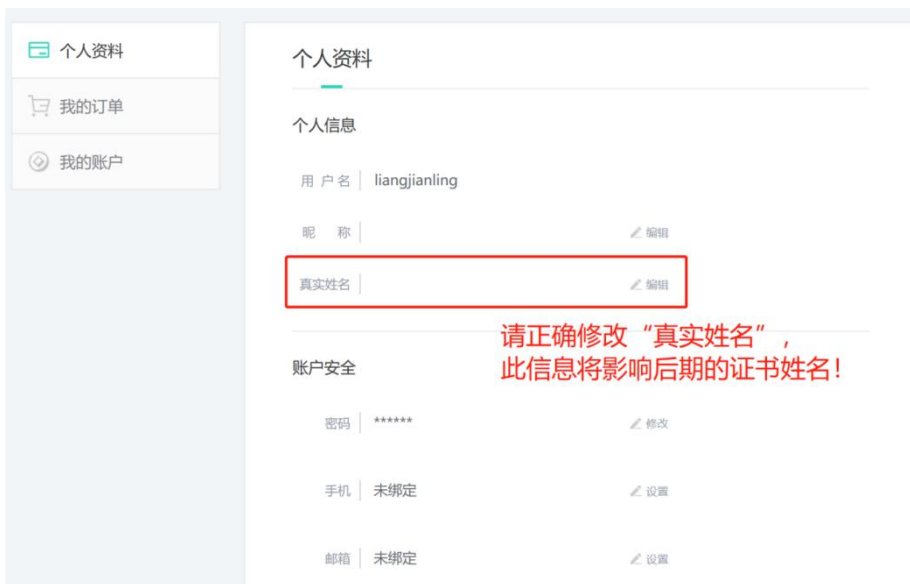 个人资料
我的订单
我的账户
个人资料
个人信息
用户名 liangjianling
昵 称 编辑
真实姓名 编辑
请正确修改“真实姓名”，
此信息将影响后期的证书姓名！
账户安全
密码 ****** 修改
手机 未绑定 设置
邮箱 未绑定 设置